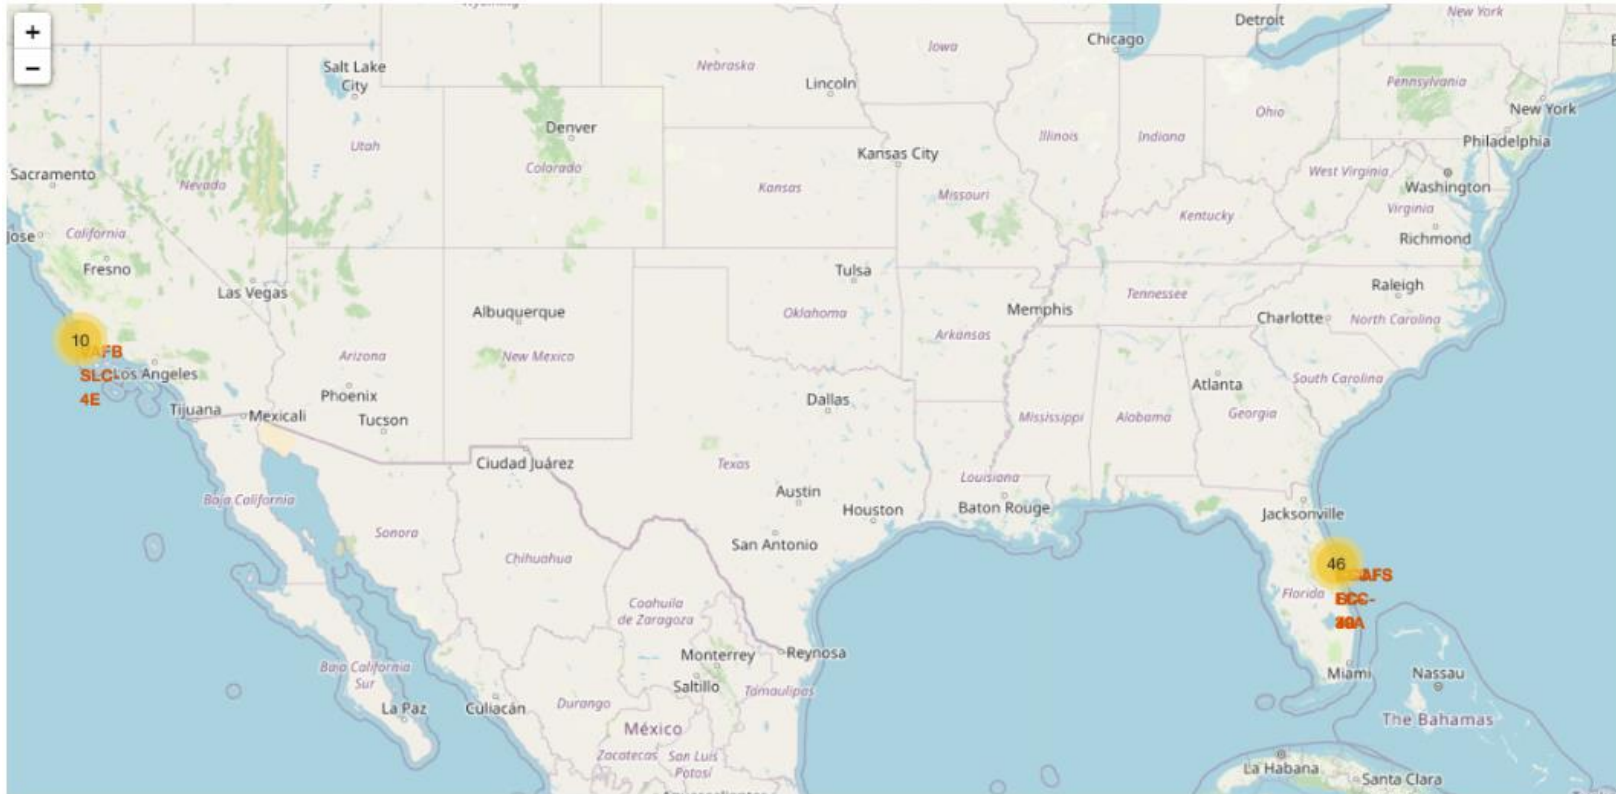 Wyoming
New York
Detroit
+
Chicago
Iowa
Salt Lake
City
Nebraska
Pennsylvania
−
Lincoln
New York
Ohio
Denver
Illinois
Indiana
Utah
Philadelphia
Kansas City
Colorado
West Virginia
Sacramento
Nevada
Kansas
Washington
Missouri
Virginia
Kentucky
Jose
California
Richmond
Fresno
Tulsa
Raleigh
Las Vegas
Tennessee
Albuquerque
Oklahoma
Memphis
Charlotte
North Carolina
10
Arkansas
VAFB
SLC-
4E
Arizona
New Mexico
Los Angeles
Atlanta
South Carolina
Phoenix
Dallas
Tijuana
Mexicali
Tucson
Mississippi
Alabama
Georgia
Ciudad Juárez
Texas
Louisiana
Baja California
Austin
Houston
Baton Rouge
Jacksonville
Sonora
San Antonio
Chihuahua
46
Florida
Coahuila
de Zaragoza
Monterrey
Reynosa
Baja California
Sur
Saltillo
Tamaulipas
Miami
Nassau
La Paz
Culiacán
Durango
México
The Bahamas
Zacatecas
San Luis
Potosí
La Habana
Santa Clara